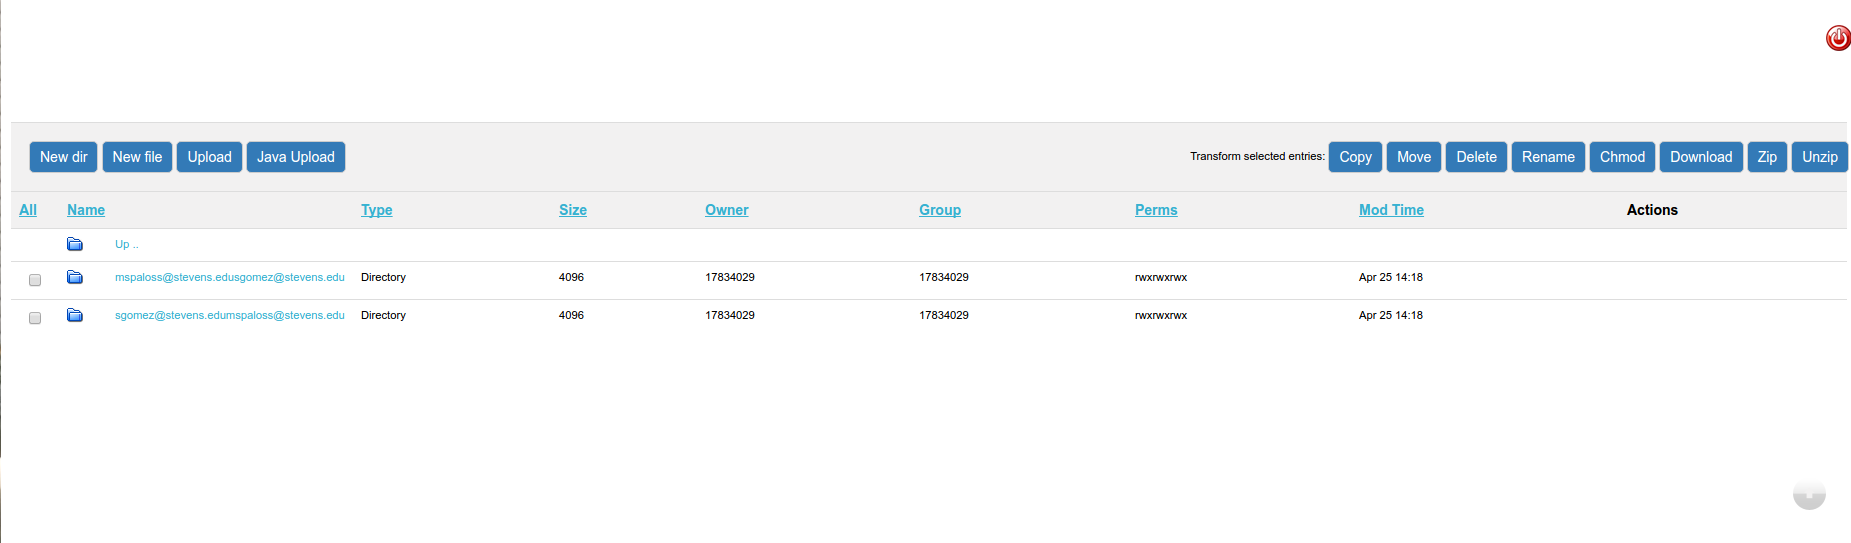 New dir New file Upload Java Upload Transform selected entries: Copy Move Delete Rename Chmod Download Zip Unzip
All Name Type Size Owner Group Perms Mod Time Actions
Up ..
mspaloss@stevens.edusgomez@stevens.edu Directory 4096 17834029 17834029 rwxrwxrwx Apr 25 14:18
sgomez@stevens.edumspaloss@stevens.edu Directory 4096 17834029 17834029 rwxrwxrwx Apr 25 14:18